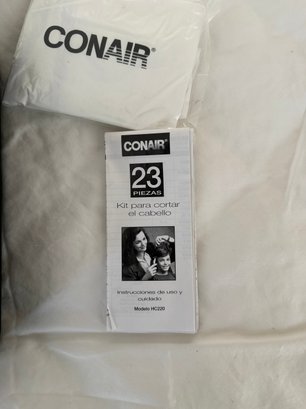 CONAIR®
CONAIR®
23
PIEZAS
Kit para cortar
el cabello
Instrucciones de uso y
cuidado
Modelo HC220